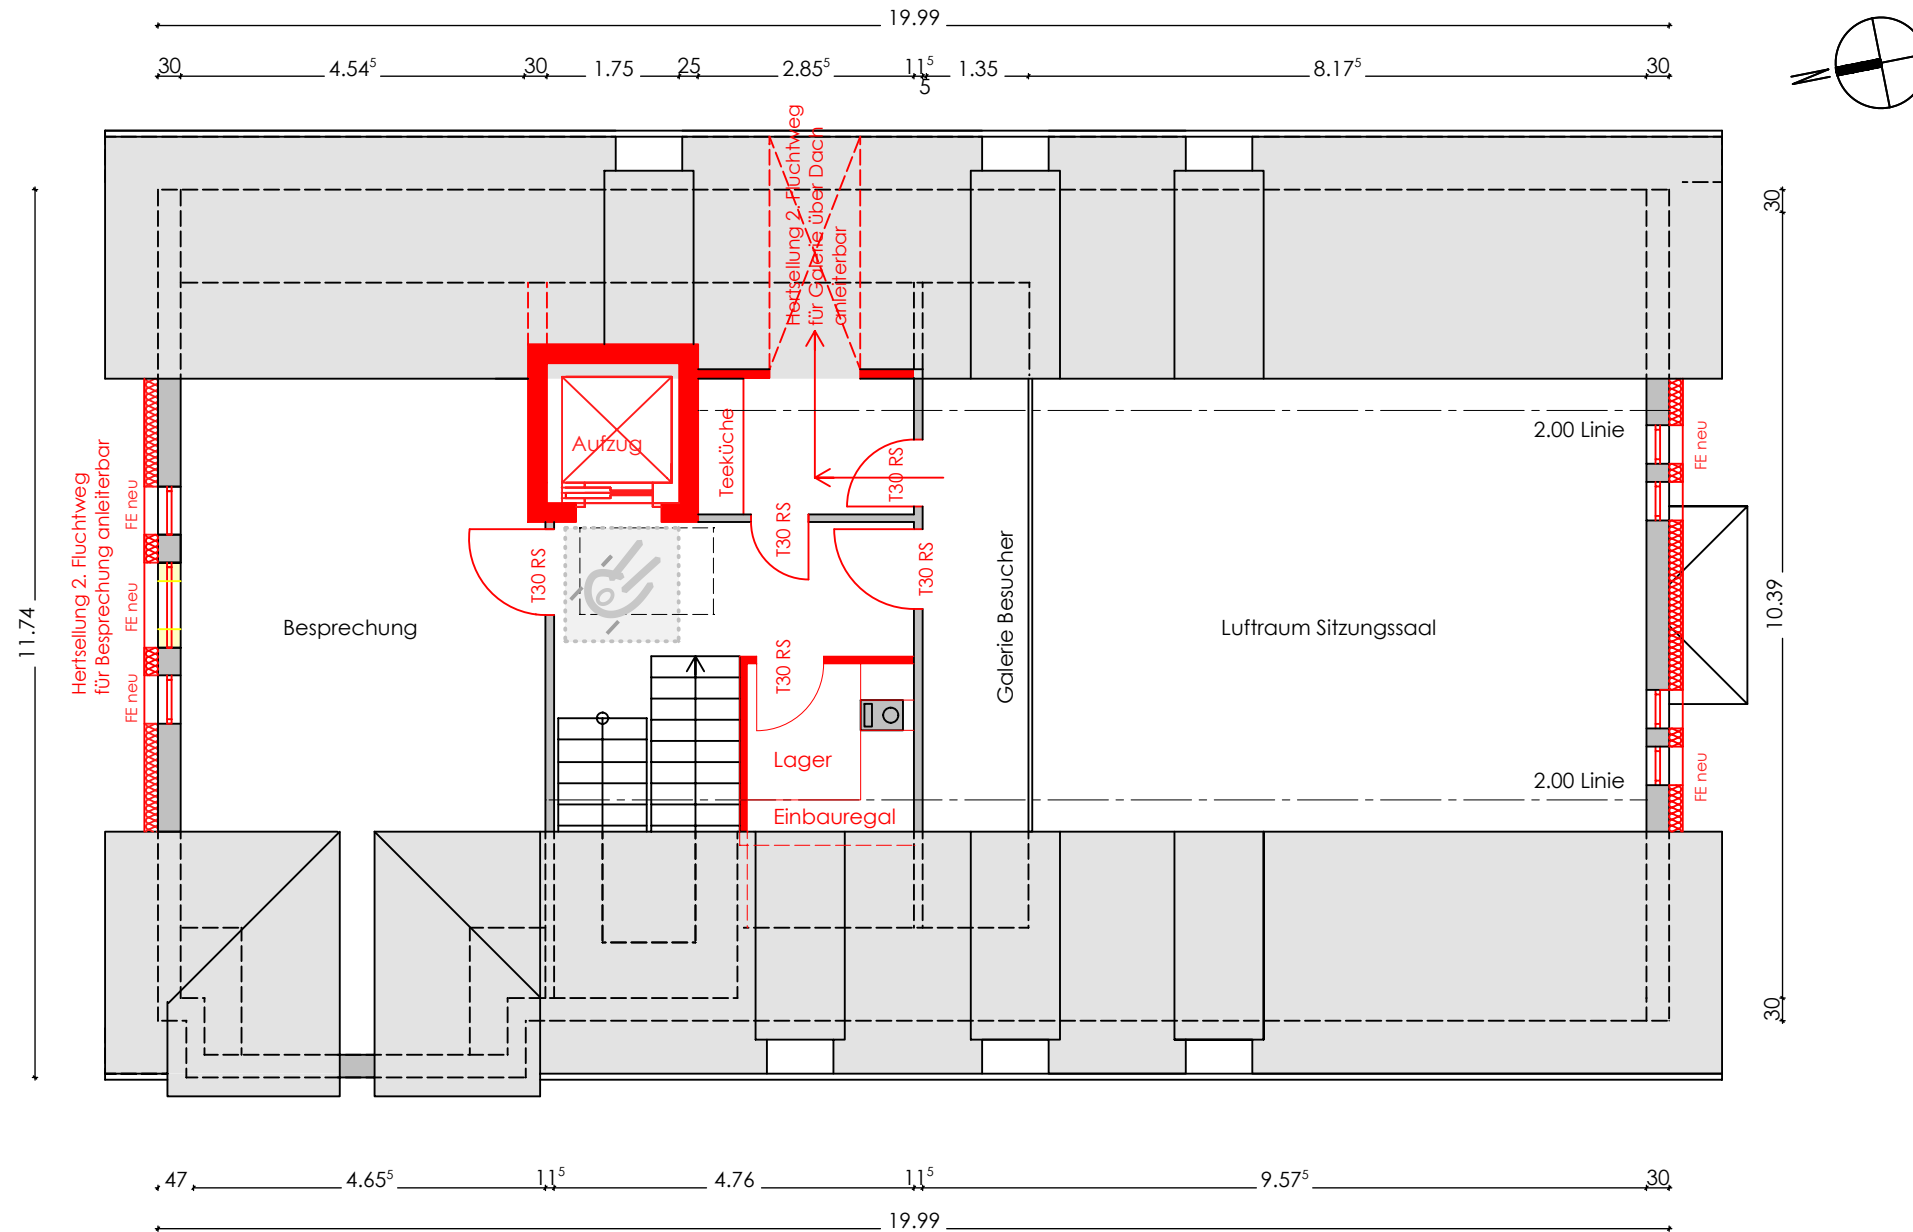 19.99
30 4.54⁵ 30 1.75 25 2.85⁵ 11⁵ 5 1.35 8.17⁵ 30
N
Hertsellung 2. Fluchtweg
für Galerie über Dach
anleiterbar
30
11.74
10.39
30
Hertsellung 2. Fluchtweg
für Besprechung anleiterbar
FE neu
FE neu
FE neu
Besprechung
Aufzug
Teeküche
T30 RS
T30 RS
T30 RS
T30 RS
T30 RS
Lager
Einbauregal
Galerie Besucher
Luftraum Sitzungssaal
2.00 Linie
2.00 Linie
FE neu
FE neu
47 4.65⁵ 11⁵ 4.76 11⁵ 9.57⁵ 30
19.99